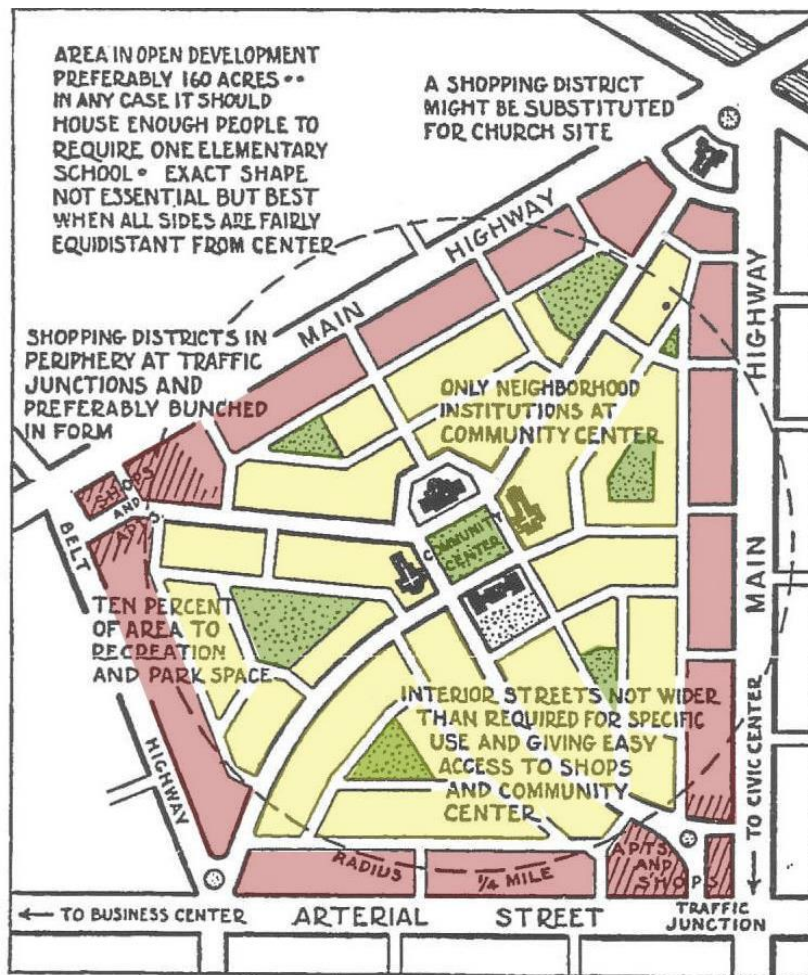 AREA IN OPEN DEVELOPMENT
PREFERABLY 160 ACRES ••
IN ANY CASE IT SHOULD
HOUSE ENOUGH PEOPLE TO
REQUIRE ONE ELEMENTARY
SCHOOL • EXACT SHAPE
NOT ESSENTIAL BUT BEST
WHEN ALL SIDES ARE FAIRLY
EQUIDISTANT FROM CENTER
A SHOPPING DISTRICT
MIGHT BE SUBSTITUTED
FOR CHURCH SITE
MAIN HIGHWAY
HIGHWAY
MAIN
SHOPPING DISTRICTS IN
PERIPHERY AT TRAFFIC
JUNCTIONS AND
PREFERABLY BUNCHED
IN FORM
ONLY NEIGHBORHOOD
INSTITUTIONS AT
COMMUNITY CENTER
SHOPS
AND
APTS.
BELT
HIGHWAY
COMMUNITY
CENTER
TEN PERCENT
OF AREA TO
RECREATION
AND PARK SPACE
INTERIOR STREETS NOT WIDER
THAN REQUIRED FOR SPECIFIC
USE AND GIVING EASY
ACCESS TO SHOPS
AND COMMUNITY
CENTER
→ TO CIVIC CENTER
APTS
AND
SHOPS
RADIUS 1/4 MILE
← TO BUSINESS CENTER
ARTERIAL STREET
TRAFFIC
JUNCTION